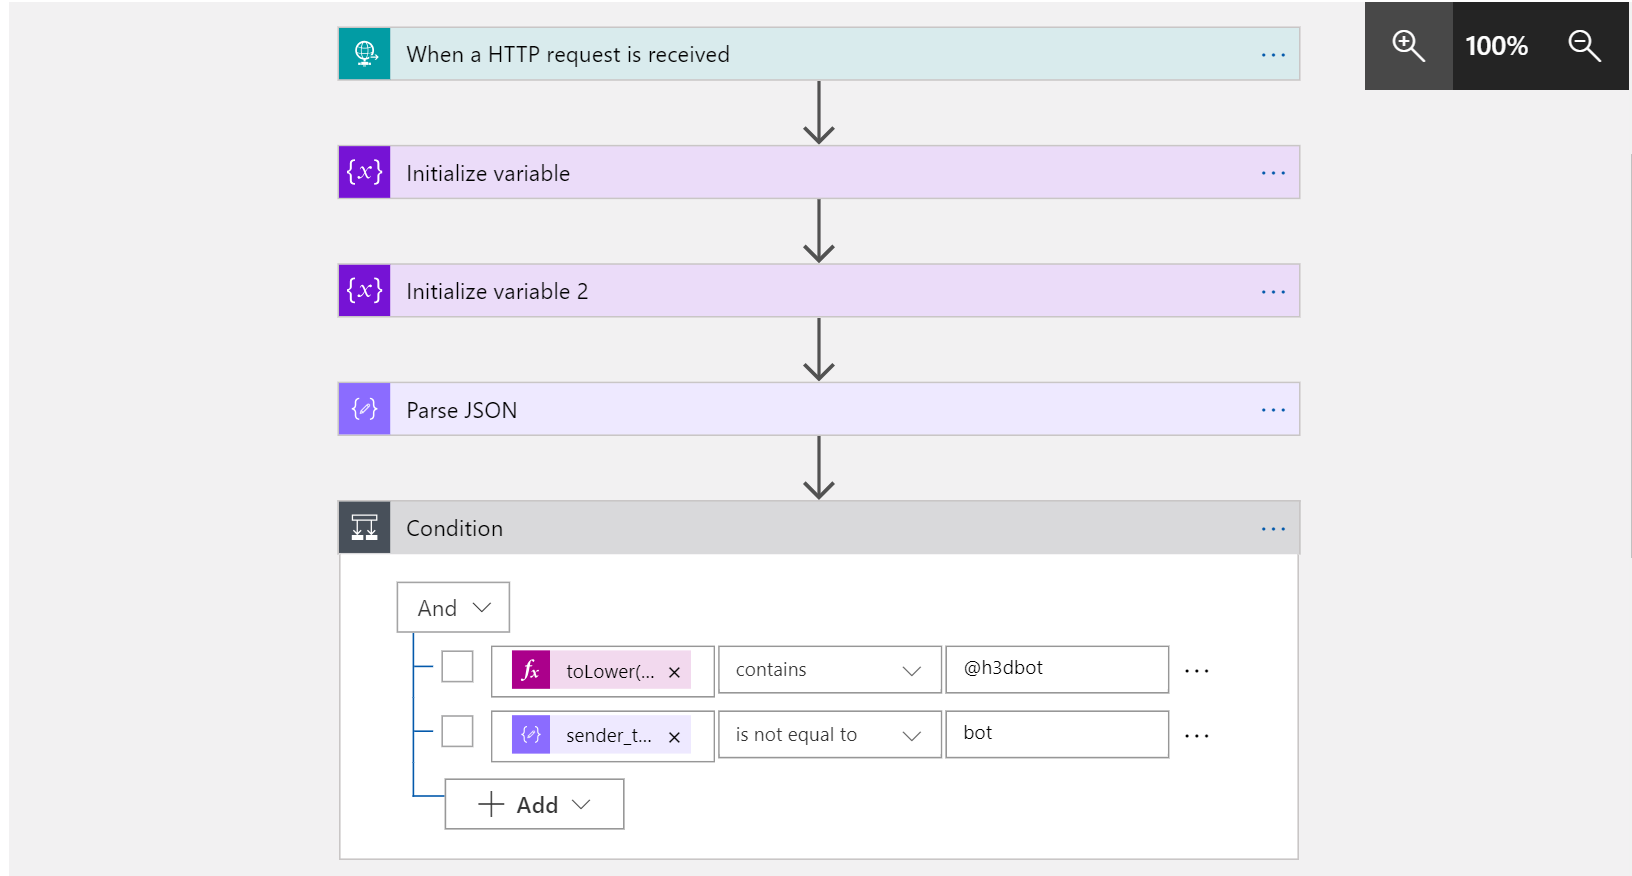 When a HTTP request is received
...
100%
{x} Initialize variable
...
{x} Initialize variable 2
...
Parse JSON
...
Condition
...
And
fx toLower(... × contains @h3dbot ...
sender_t... × is not equal to bot ...
+ Add